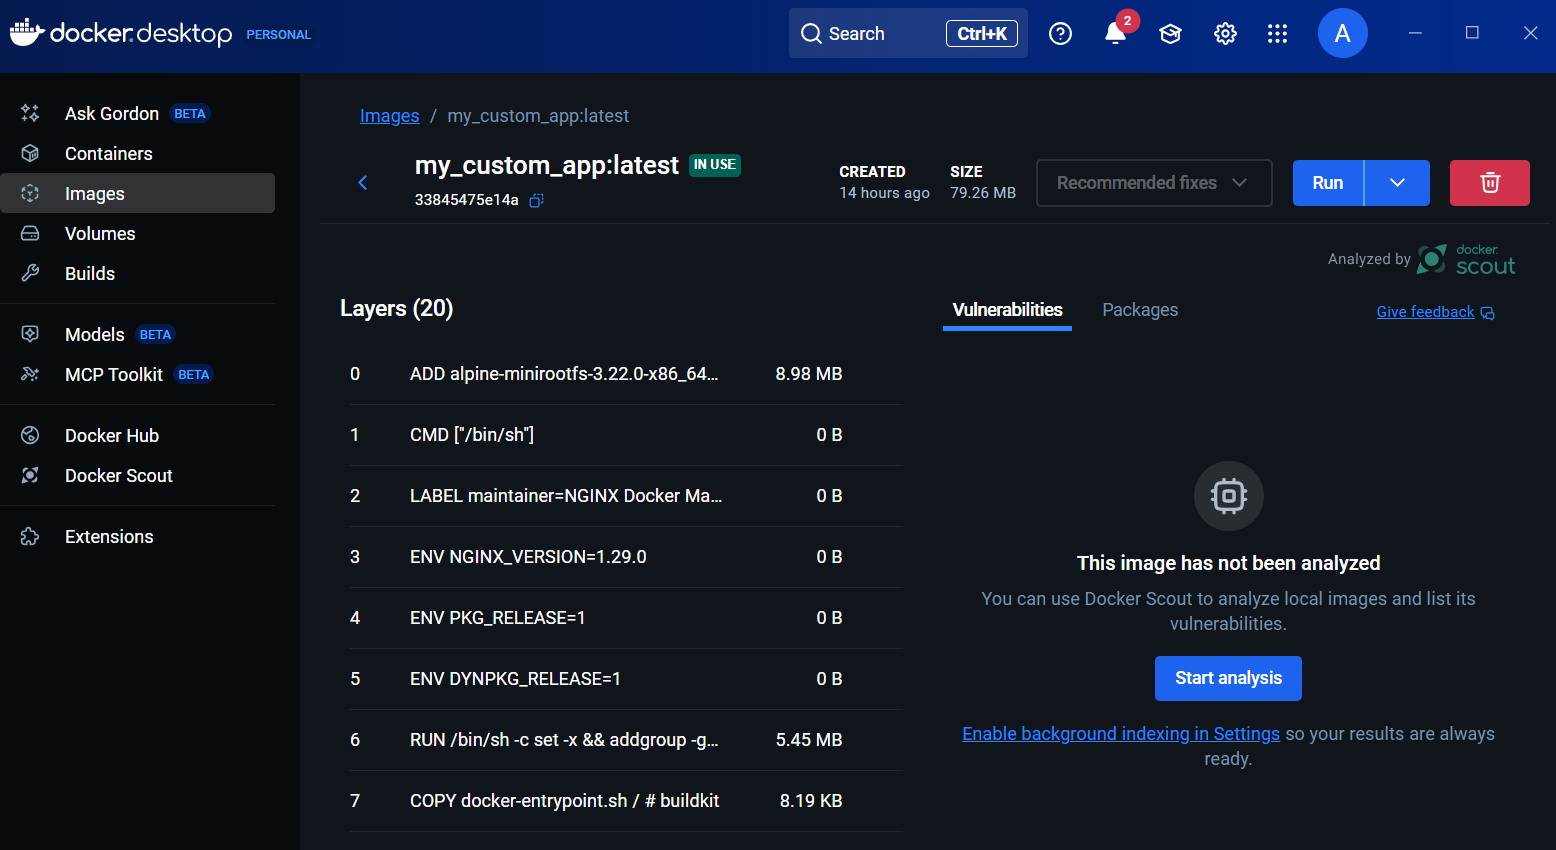 docker.desktop PERSONAL
Search Ctrl+K
2
A
Ask Gordon BETA
Containers
Images
Volumes
Builds
Models BETA
MCP Toolkit BETA
Docker Hub
Docker Scout
Extensions
Images / my_custom_app:latest
my_custom_app:latest IN USE
33845475e14a
CREATED
14 hours ago
SIZE
79.26 MB
Recommended fixes
Run
Analyzed by docker scout
Layers (20)
0 ADD alpine-minirootfs-3.22.0-x86_64... 8.98 MB
1 CMD ["/bin/sh"] 0 B
2 LABEL maintainer=NGINX Docker Ma... 0 B
3 ENV NGINX_VERSION=1.29.0 0 B
4 ENV PKG_RELEASE=1 0 B
5 ENV DYNPKG_RELEASE=1 0 B
6 RUN /bin/sh -c set -x && addgroup -g... 5.45 MB
7 COPY docker-entrypoint.sh / # buildkit 8.19 KB
Vulnerabilities Packages
Give feedback
This image has not been analyzed
You can use Docker Scout to analyze local images and list its
vulnerabilities.
Start analysis
Enable background indexing in Settings so your results are always
ready.